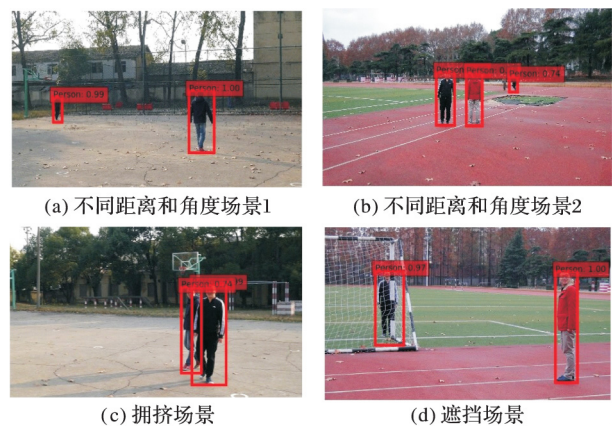 Person: 0.99
Person: 1.00
Person: 0.74
(a) 不同距离和角度场景1
(b) 不同距离和角度场景2
Person: 0.97
Person: 1.00
(c) 拥挤场景
(d) 遮挡场景